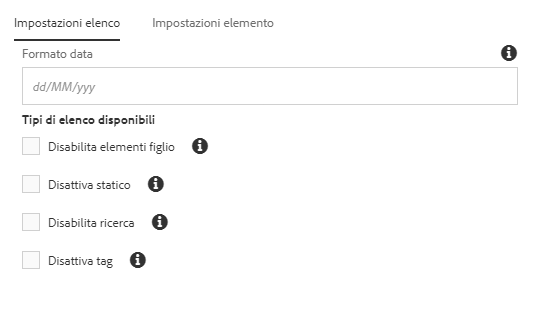 Impostazioni elenco Impostazioni elemento
Formato data
dd/MM/yyy
Tipi di elenco disponibili
Disabilita elementi figlio
Disattiva statico
Disabilita ricerca
Disattiva tag